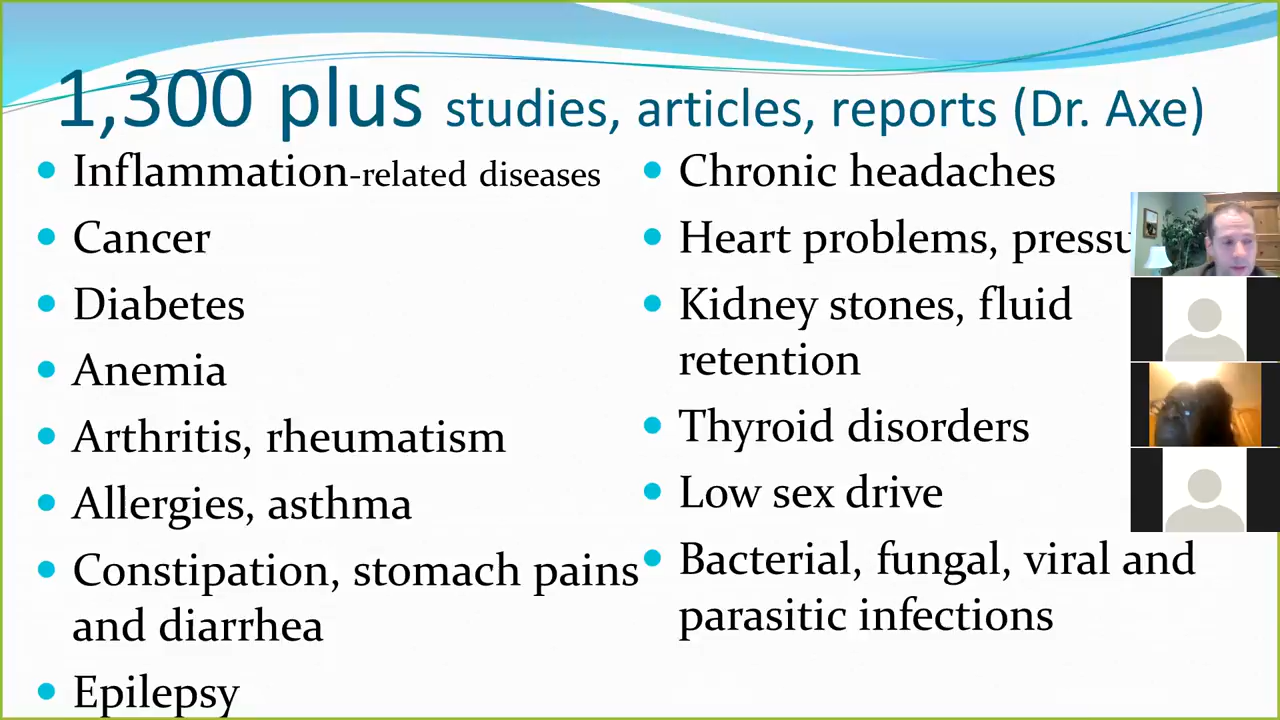 1,300 plus studies, articles, reports (Dr. Axe)
Inflammation-related diseases
Cancer
Diabetes
Anemia
Arthritis, rheumatism
Allergies, asthma
Constipation, stomach pains
and diarrhea
Epilepsy
Chronic headaches
Heart problems,
Kidney stones, fluid
retention
Thyroid disorders
Low sex drive
Bacterial, fungal, viral and
parasitic infections